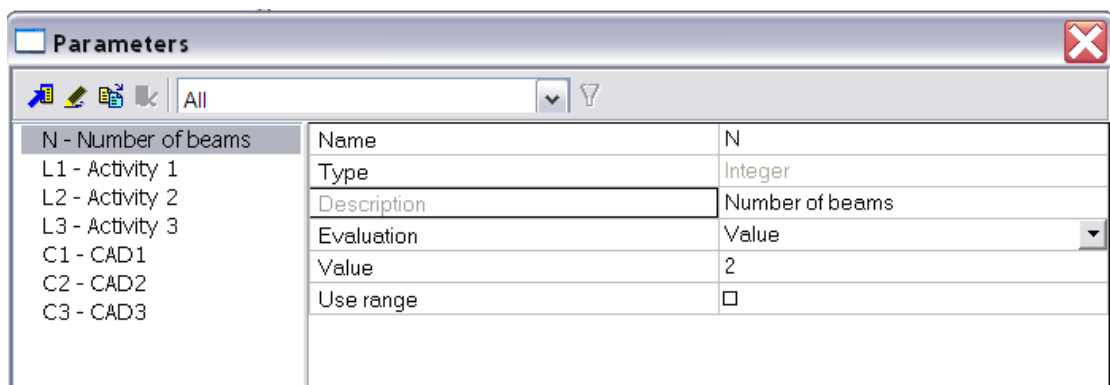 Parameters
All
N - Number of beams
L1 - Activity 1
L2 - Activity 2
L3 - Activity 3
C1 - CAD1
C2 - CAD2
C3 - CAD3
Name N
Type Integer
Description Number of beams
Evaluation Value
Value 2
Use range